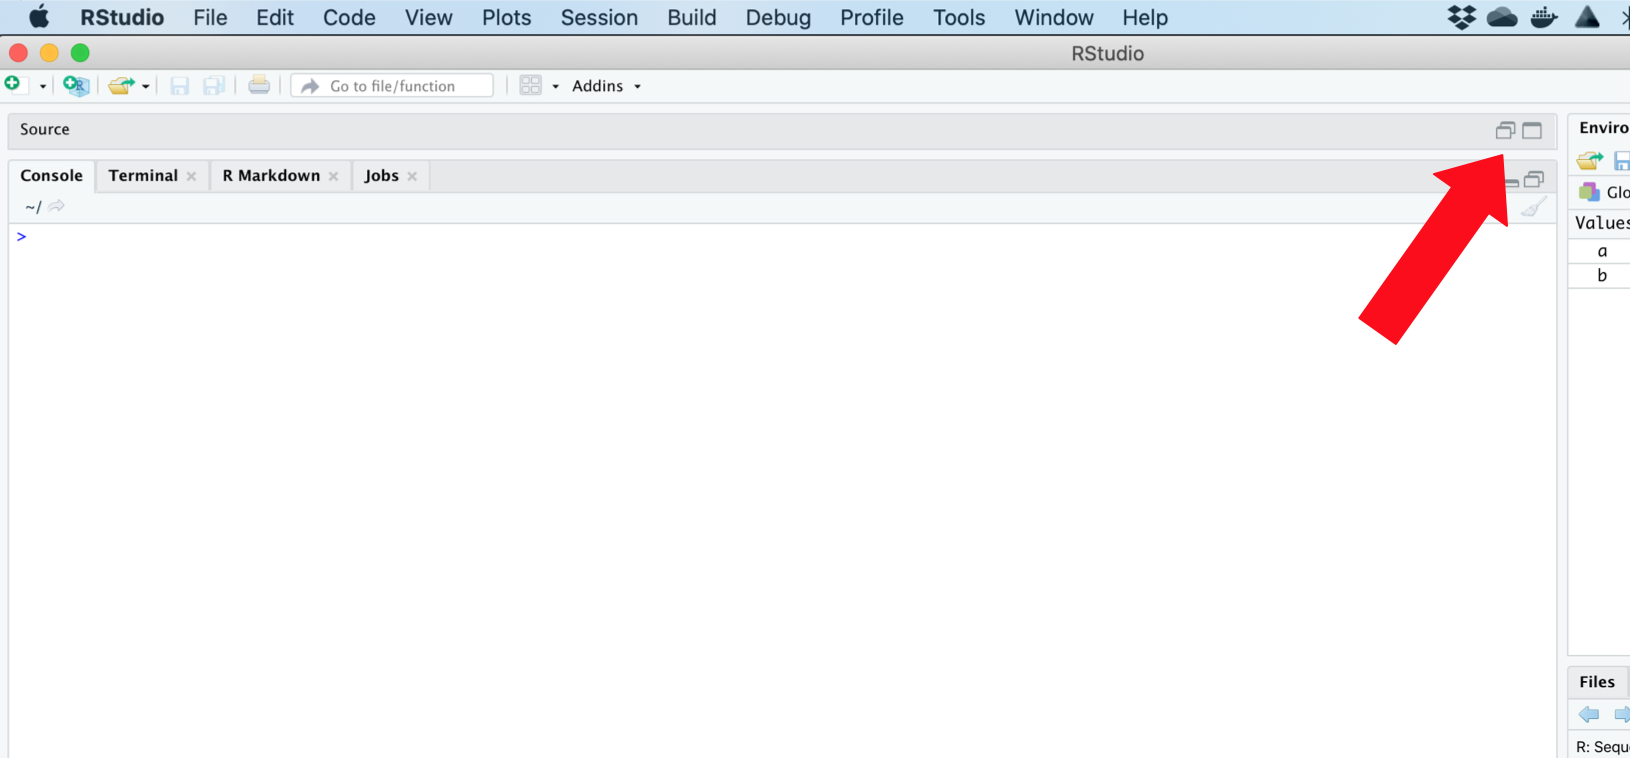 RStudio File Edit Code View Plots Session Build Debug Profile Tools Window Help
RStudio
Go to file/function Addins
Source
Enviro
Console Terminal R Markdown Jobs
~/
Glo
>
Values
a
b
Files
R: Sequ